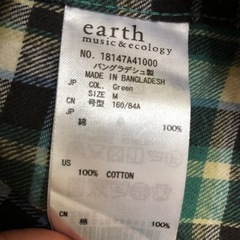 earth
music&ecology
NO. 18147A41000
バングラデシュ製
MADE IN BANGLADESH
JP COL. Green
SIZE M
CN 号型 160/84A
JP
綿 100%
US
100% COTTON
CN 棉 100%